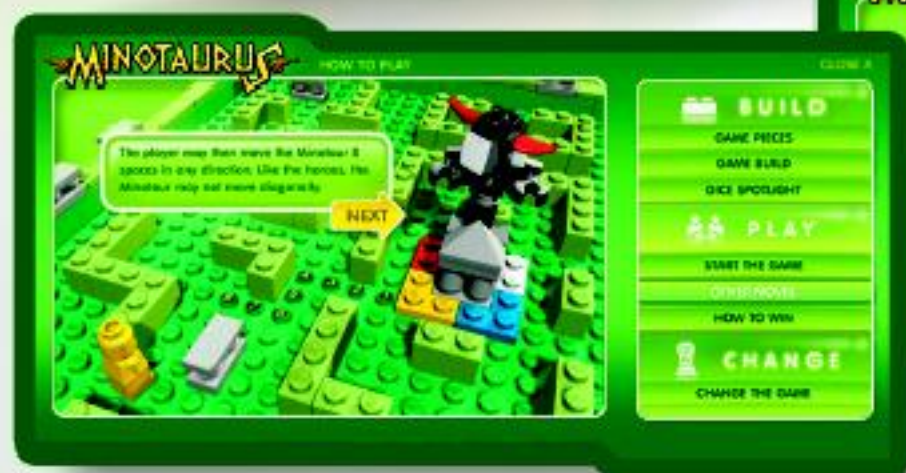 MINOTAURUS
HOW TO PLAY
CLOSE X
The player may then move the Minotaur 8
spaces in any direction. Like the heroes, the
Minotaur may not move diagonally.
NEXT
BUILD
GAME PIECES
GAME BUILD
DICE SPOTLIGHT
PLAY
START THE GAME
OTHER MOVES
HOW TO WIN
CHANGE
CHANGE THE GAME